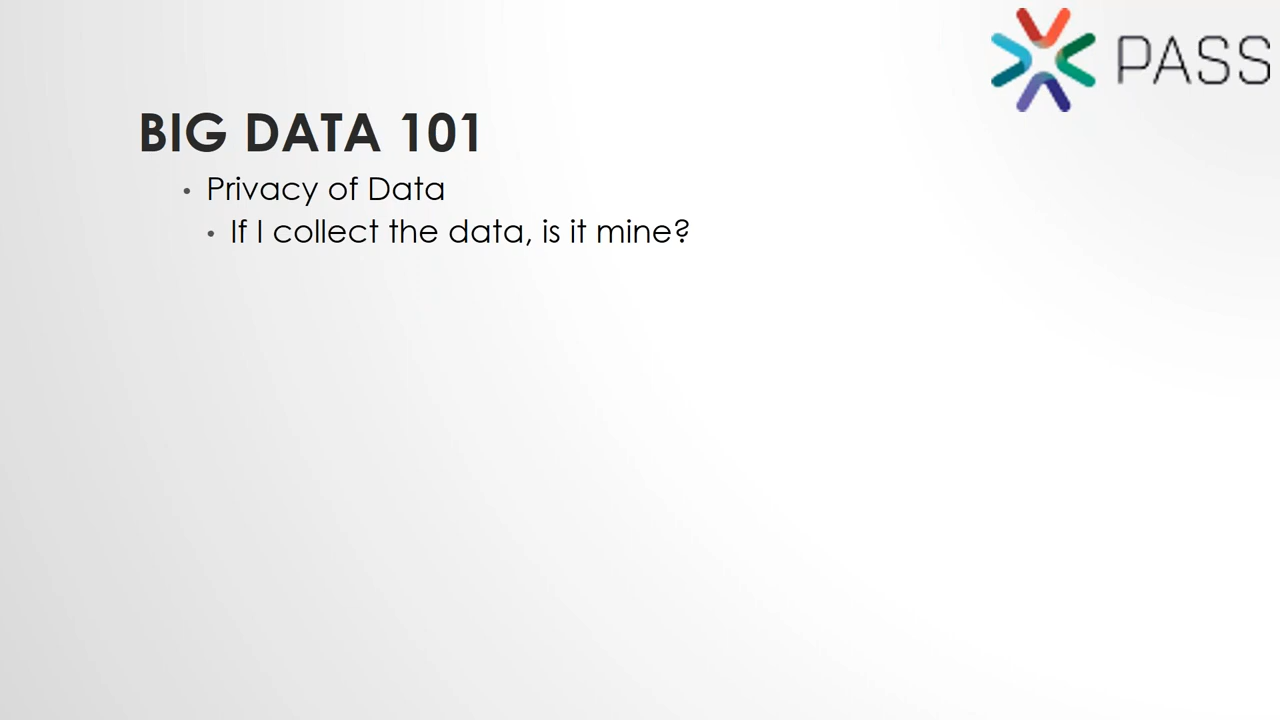 PASS
BIG DATA 101
• Privacy of Data
• If I collect the data, is it mine?